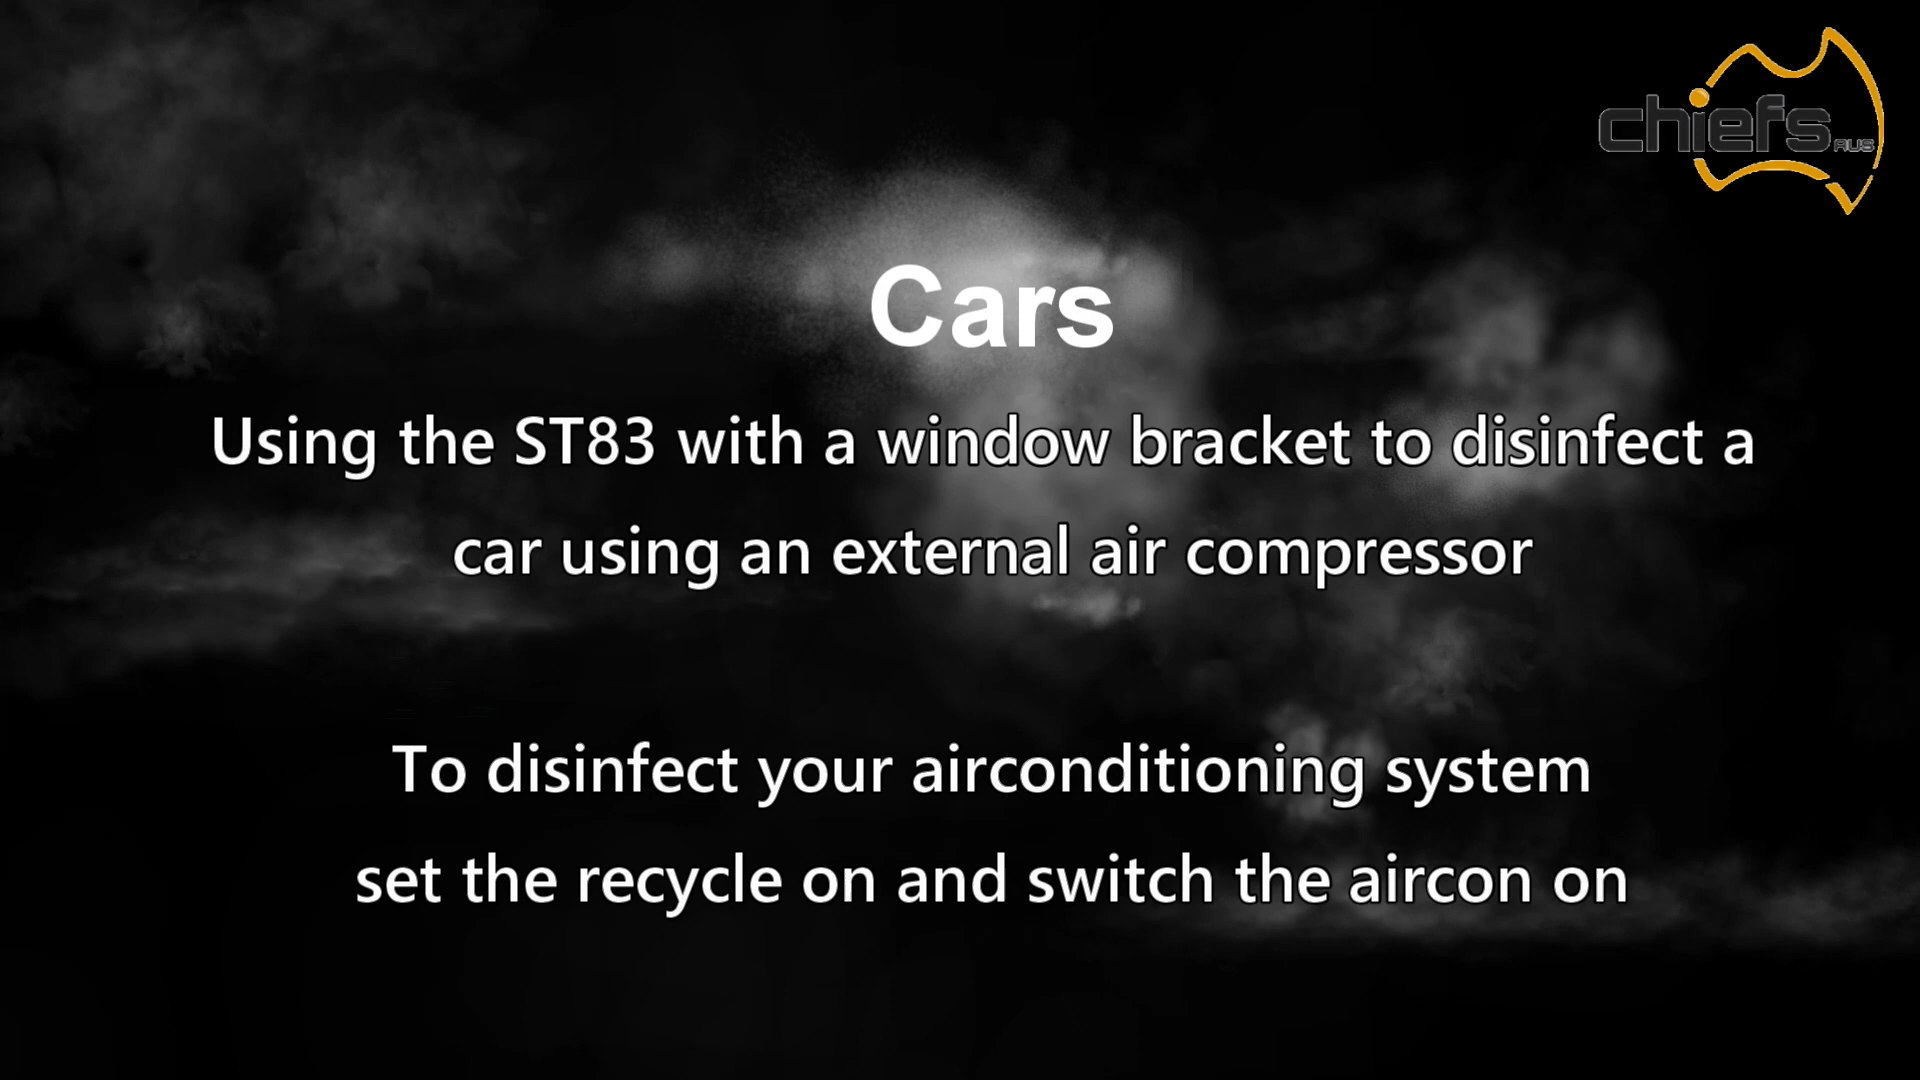 chiefs
AUS
Cars
Using the ST83 with a window bracket to disinfect a
car using an external air compressor
To disinfect your airconditioning system
set the recycle on and switch the aircon on